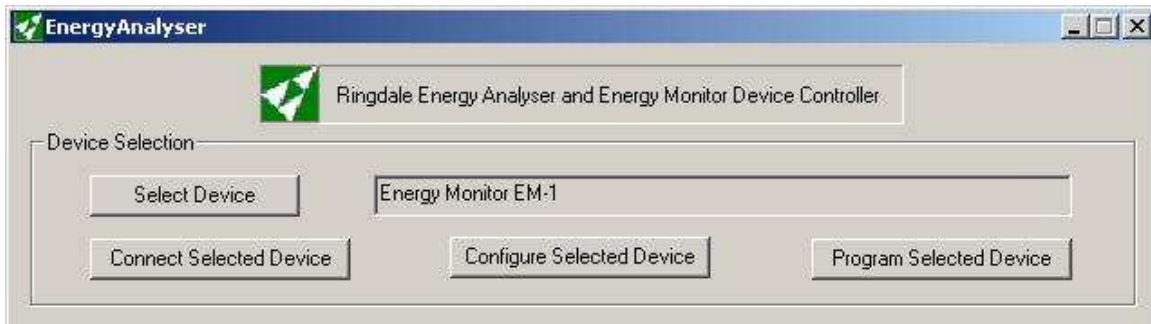 EnergyAnalyser
Ringdale Energy Analyser and Energy Monitor Device Controller
Device Selection
Select Device
Energy Monitor EM-1
Connect Selected Device
Configure Selected Device
Program Selected Device